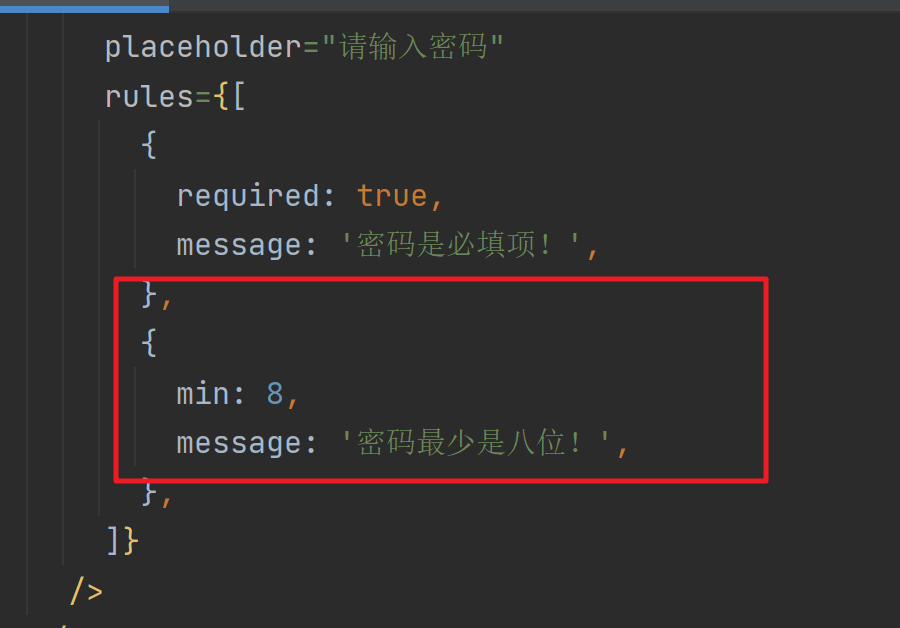 placeholder="请输入密码"
rules={[
{
required: true,
message: '密码是必填项！',
},
{
min: 8,
message: '密码最少是八位！',
},
]}
/>